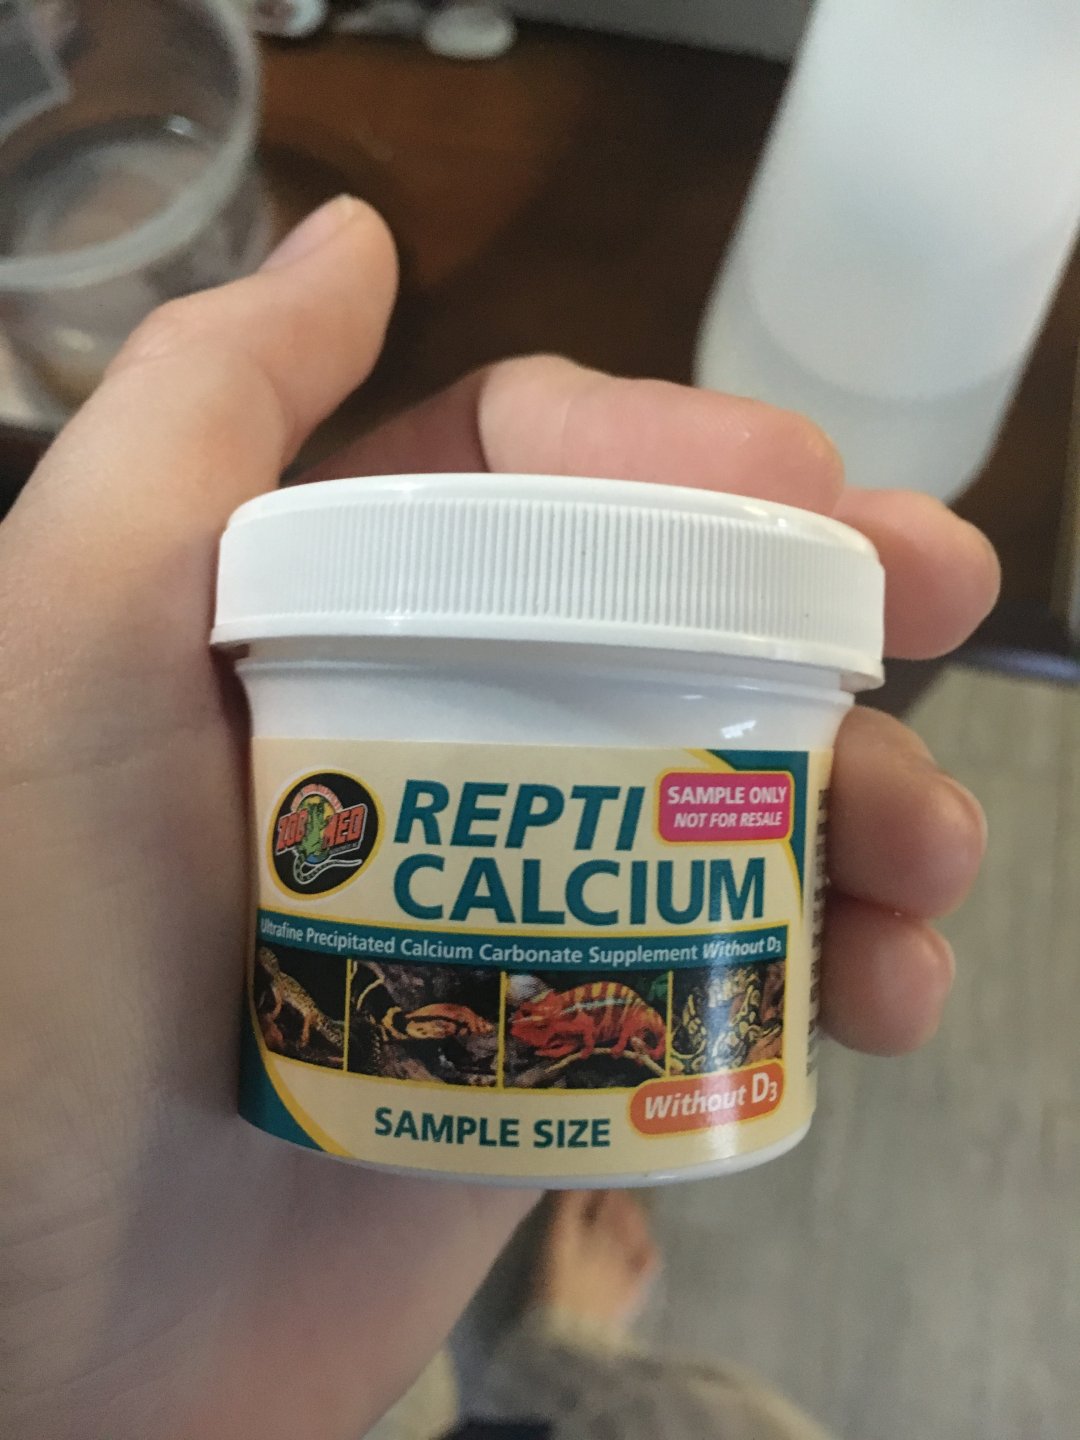 ZOO MED
REPTI
CALCIUM
SAMPLE ONLY
NOT FOR RESALE
Ultrafine Precipitated Calcium Carbonate Supplement Without D3
Without D3
SAMPLE SIZE